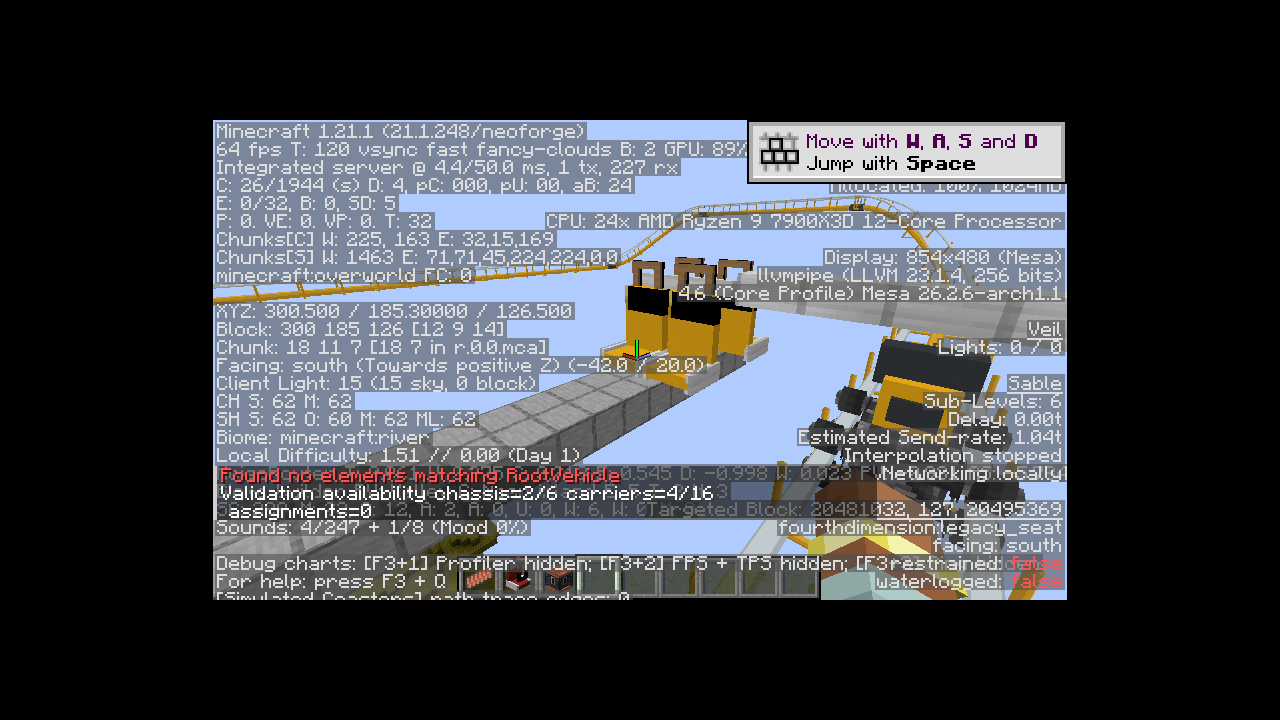 Minecraft 1.21.1 (21.1.248/neoforge)
64 fps T: 120 vsync fast fancy-clouds B: 2 GPU: 89%
Integrated server @ 4.4/50.0 ms, 1 tx, 227 rx
C: 26/1944 (s) D: 4, pC: 000, pU: 00, aB: 24
E: 0/32, B: 0, SD: 5
P: 0. VE: 0. VP: 0. T: 32
Chunks[C] W: 225, 163 E: 32,15,169
Chunks[S] W: 1463 E: 71,71,45,224,224,0,0
minecraft:overworld FC: 0
XYZ: 300.500 / 185.30000 / 126.500
Block: 300 185 126 [12 9 14]
Chunk: 18 11 7 [18 7 in r.0.0.mca]
Facing: south (Towards positive Z) (-42.0 / 20.0)
Client Light: 15 (15 sky, 0 block)
CH S: 62 M: 62
SH S: 62 O: 60 M: 62 ML: 62
Biome: minecraft:river
Local Difficulty: 1.51 // 0.00 (Day 1)
Found no elements matching RootVehicle
Validation availability chassis=2/6 carriers=4/16
assignments=0
Sounds: 4/247 + 1/8 (Mood 0%)
Debug charts: [F3+1] Profiler hidden; [F3+2] FPS + TPS hidden; [F3
For help: press F3 + Q
Move with W, A, S and D
Jump with Space
Allocated: 100% 1024MB
CPU: 24x AMD Ryzen 9 7900X3D 12-Core Processor
Display: 854x480 (Mesa)
llvmpipe (LLVM 23.1.4, 256 bits)
4.6 (Core Profile) Mesa 26.2.6-arch1.1
Veil
Lights: 0 / 0
Sable
Sub-Levels: 6
Delay: 0.00t
Estimated Send-rate: 1.04t
Interpolation stopped
Networking locally
Targeted Block: 20481032, 127, 20495369
fourthdimension:legacy_seat
facing: south
restrained: false
waterlogged: false